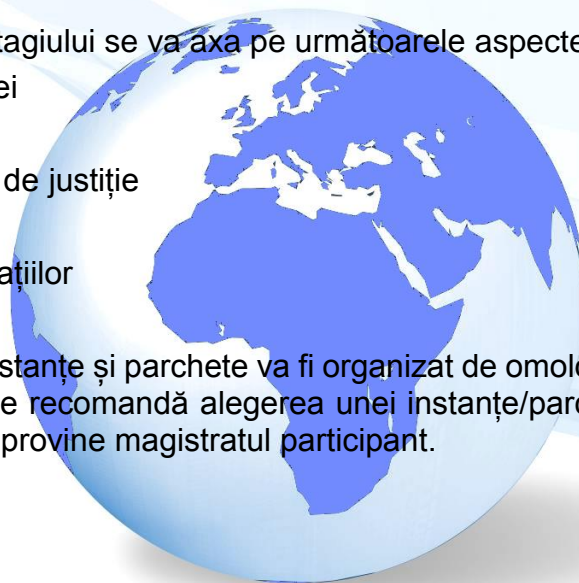 tagiului se va axa pe următoarele aspecte
ei
de justiție
ațiilor
stanțe și parchete va fi organizat de omolo
e recomandă alegerea unei instanțe/parc
provine magistratul participant.